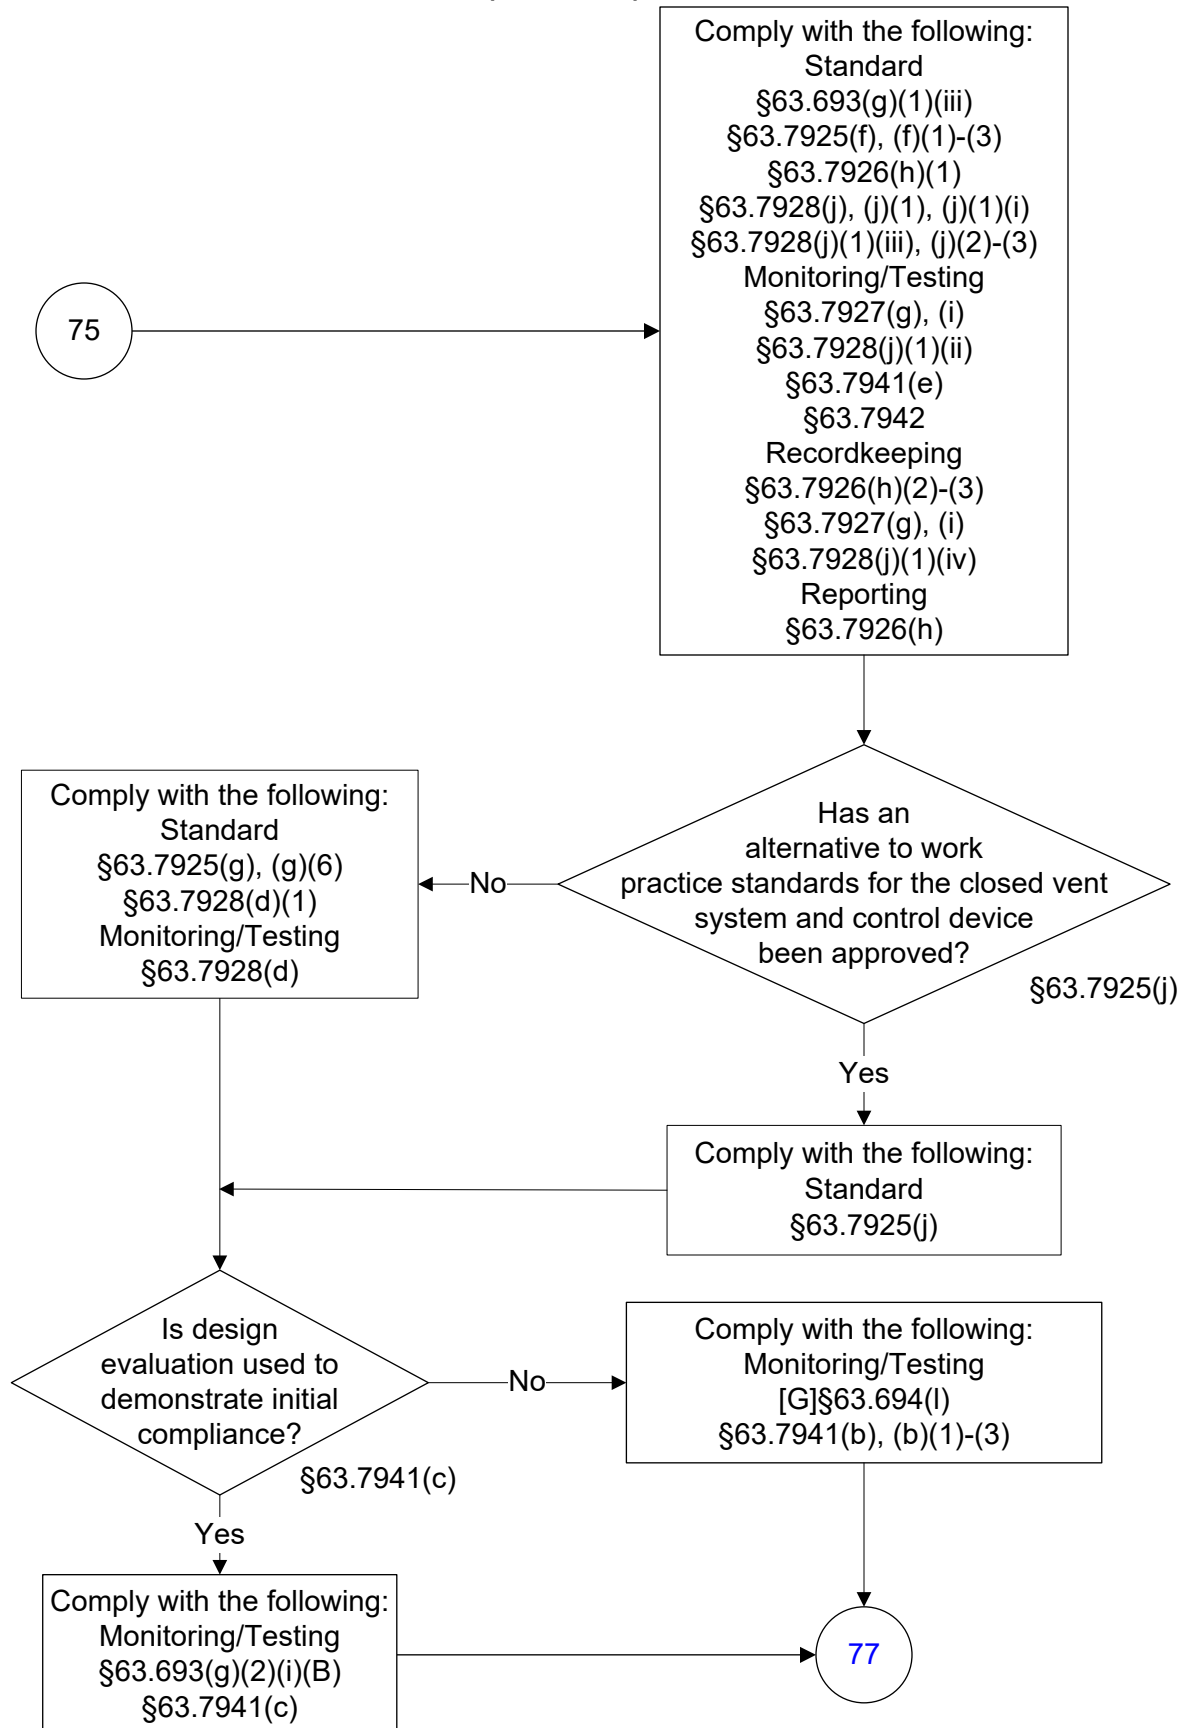 Comply with the following:
Standard
§63.693(g)(1)(iii)
§63.7925(f), (f)(1)-(3)
§63.7926(h)(1)
§63.7928(j), (j)(1), (j)(1)(i)
§63.7928(j)(1)(iii), (j)(2)-(3)
Monitoring/Testing
§63.7927(g), (i)
§63.7928(j)(1)(ii)
§63.7941(e)
§63.7942
Recordkeeping
§63.7926(h)(2)-(3)
§63.7927(g), (i)
§63.7928(j)(1)(iv)
Reporting
§63.7926(h)
75
Has an
alternative to work
practice standards for the closed vent
system and control device
been approved?
§63.7925(j)
No
Comply with the following:
Standard
§63.7925(g), (g)(6)
§63.7928(d)(1)
Monitoring/Testing
§63.7928(d)
Yes
Comply with the following:
Standard
§63.7925(j)
Is design
evaluation used to
demonstrate initial
compliance?
§63.7941(c)
No
Comply with the following:
Monitoring/Testing
[G]§63.694(l)
§63.7941(b), (b)(1)-(3)
Yes
Comply with the following:
Monitoring/Testing
§63.693(g)(2)(i)(B)
§63.7941(c)
77